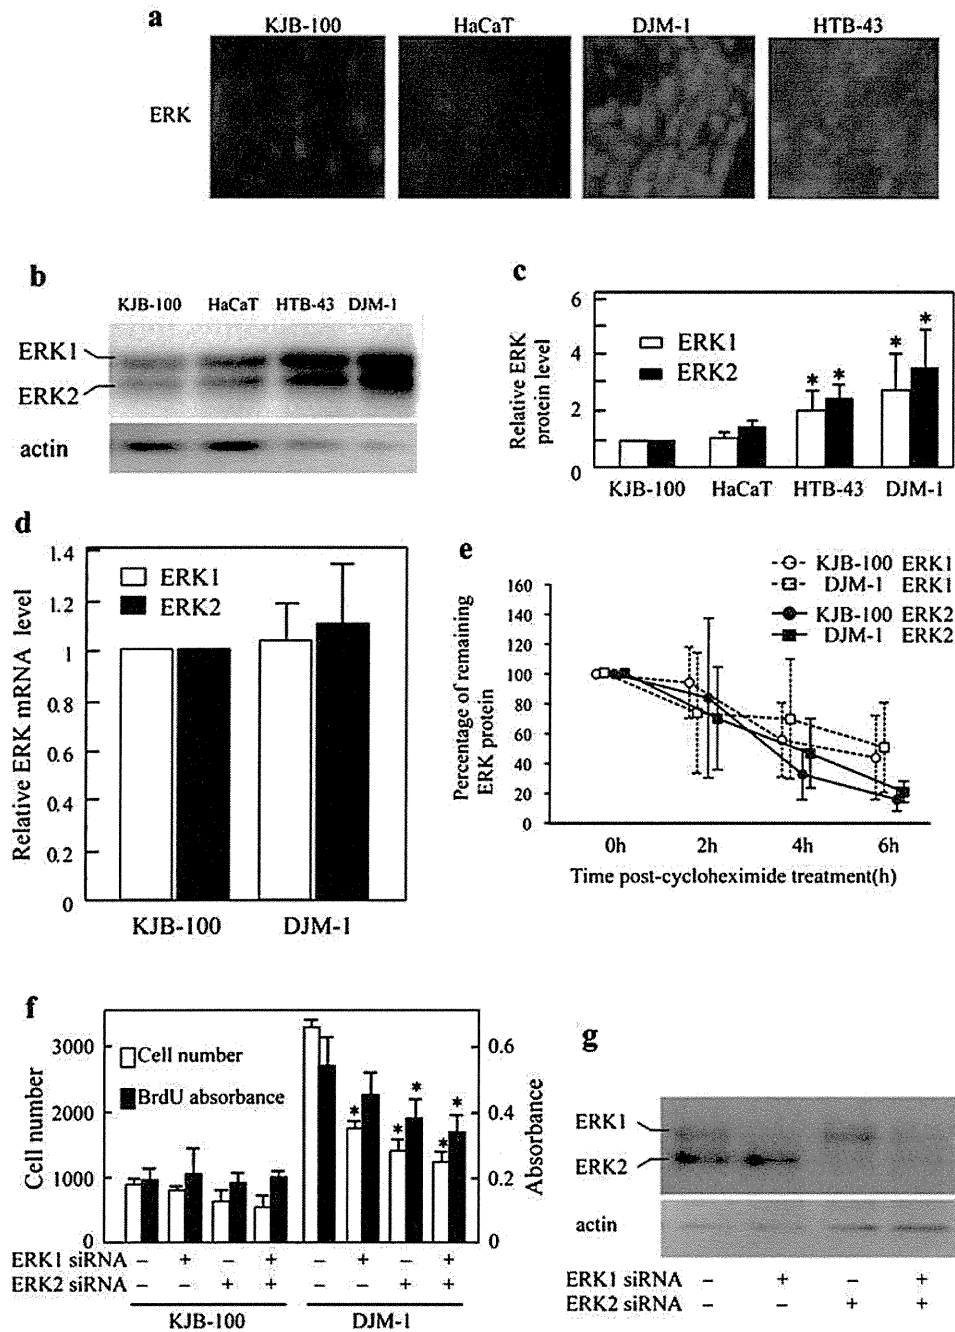 a
KJB-100 HaCaT DJM-1 HTB-43
ERK
b
KJB-100 HaCaT HTB-43 DJM-1
ERK1
ERK2
actin
c
Relative ERK
protein level
6
4
2
0
ERK1
ERK2
* * * *
KJB-100 HaCaT HTB-43 DJM-1
d
Relative ERK mRNA level
1.4
1.2
1
0.8
0.6
0.4
0.2
0
ERK1
ERK2
KJB-100 DJM-1
e
KJB-100 ERK1
DJM-1 ERK1
KJB-100 ERK2
DJM-1 ERK2
Percentage of remaining
ERK protein
160
140
120
100
80
60
40
20
0
0h 2h 4h 6h
Time post-cycloheximide treatment(h)
f
Cell number
3000
2000
1000
0
Cell number
BrdU absorbance
* * * * *
0.6
0.4
0.2
0
Absorbance
ERK1 siRNA – + – + – + – +
ERK2 siRNA – – + + – – + +
KJB-100 DJM-1
g
ERK1
ERK2
actin
ERK1 siRNA – + – +
ERK2 siRNA – – + +